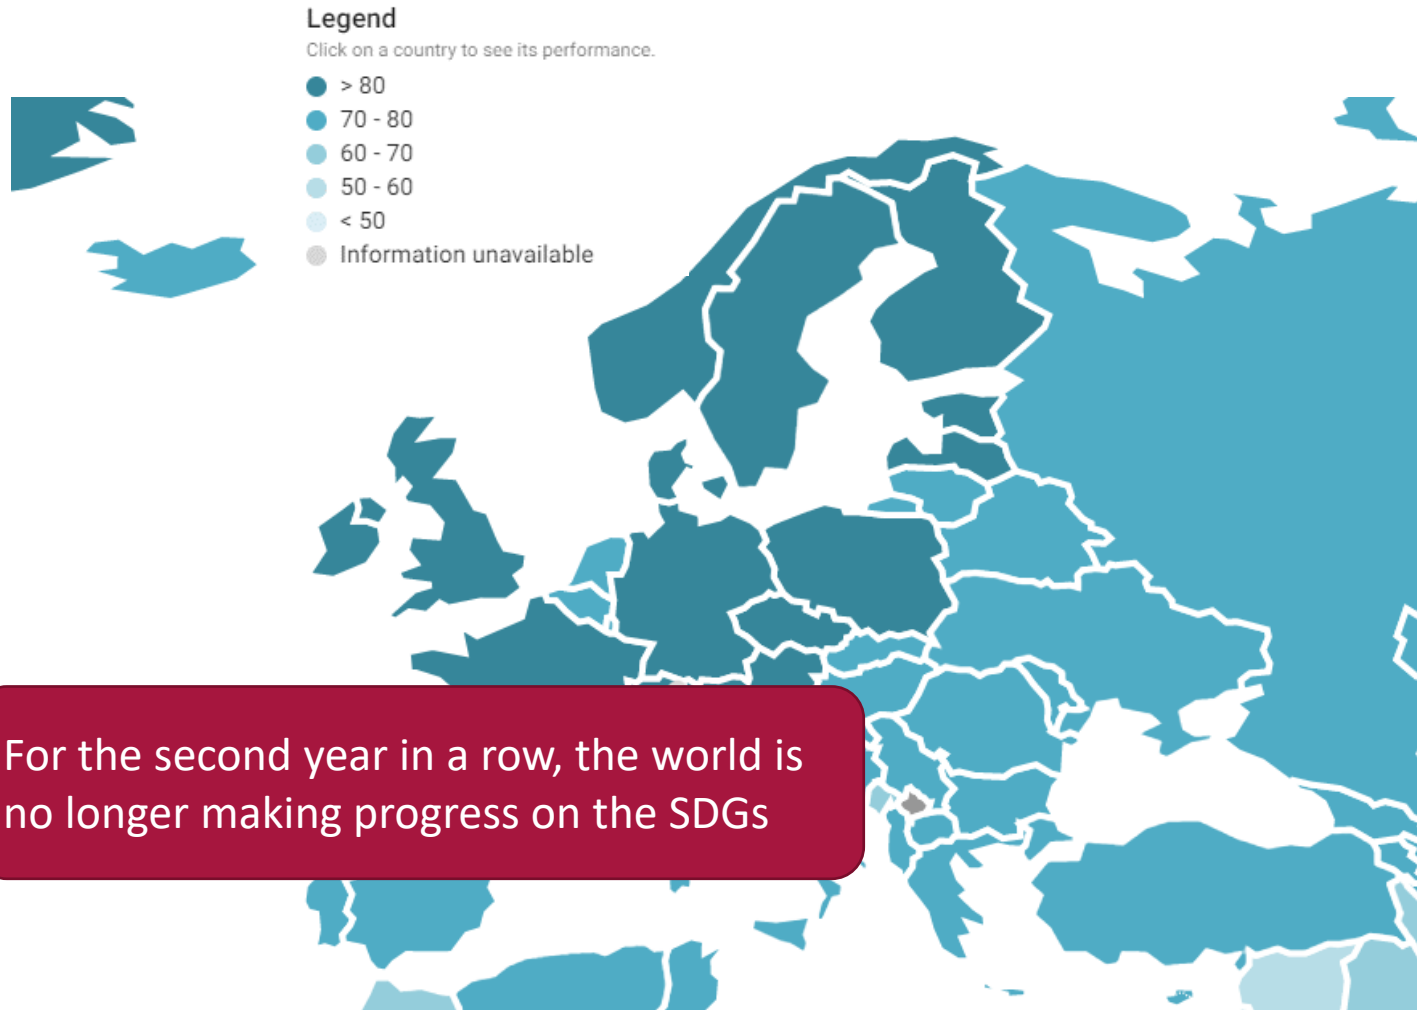 Legend
Click on a country to see its performance.
> 80
70 - 80
60 - 70
50 - 60
< 50
Information unavailable
For the second year in a row, the world is
no longer making progress on the SDGs